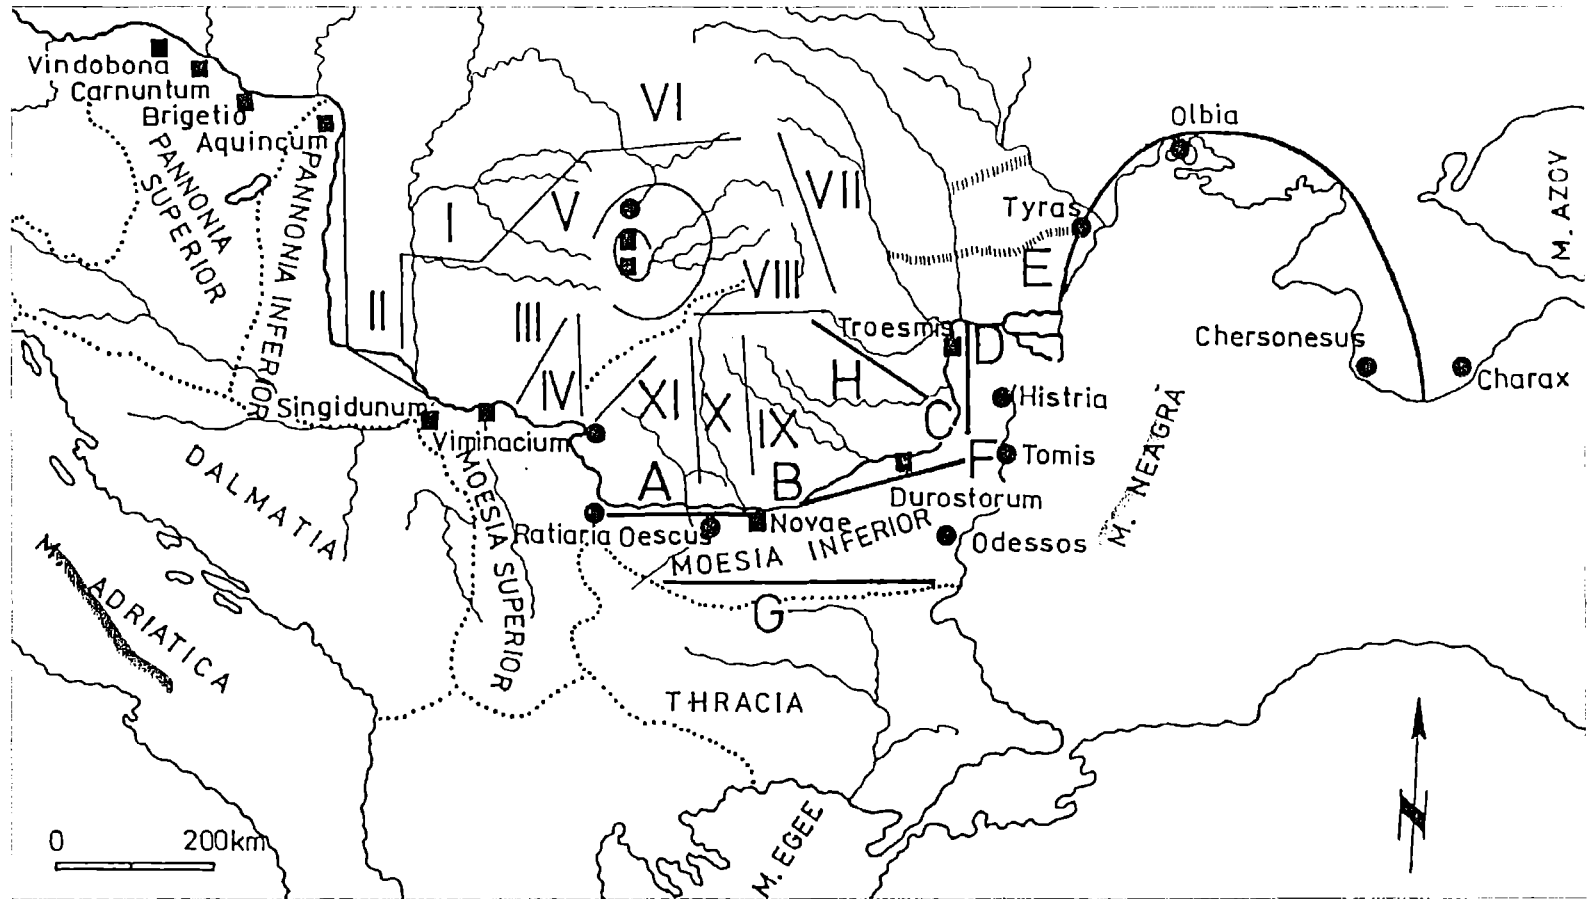 Vindobona
Carnuntum
Brigetio
Aquincum
PANNONIA
SUPERIOR
PANNONIA INFERIOR
VI
I
V
VII
II
III
IV
VIII
XI
X
IX
H
A
B
C
D
E
F
G
Olbia
Tyras
M. AZOV
Troesmis
Chersonesus
Charax
Histria
Tomis
M. NEAGRĂ
Singidunum
Viminacium
DALMATIA
MOESIA SUPERIOR
Ratiaria
Oescus
Novae
Durostorum
MOESIA INFERIOR
Odessos
M. ADRIATICA
THRACIA
M. EGEE
0 200km
N